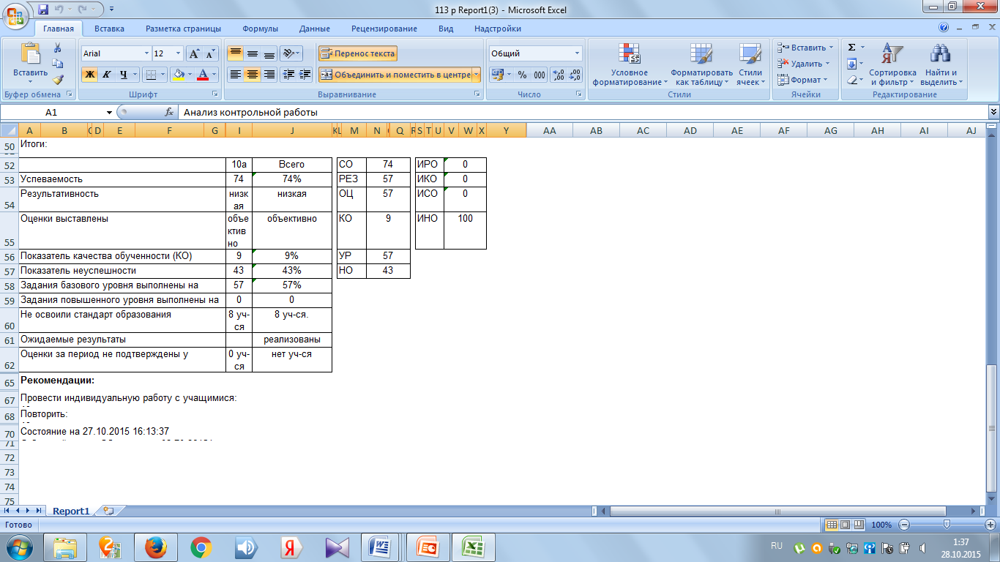 113 р Report1(3) - Microsoft Excel
Главная Вставка Разметка страницы Формулы Данные Рецензирование Вид Надстройки
Вставить
Буфер обмена
Arial 12
Ж К Ч
Шрифт
Перенос текста
Объединить и поместить в центре
Выравнивание
Общий
% 000
Число
Условное форматирование
Форматировать как таблицу
Стили ячеек
Стили
Вставить
Удалить
Формат
Ячейки
Сортировка и фильтр
Найти и выделить
Редактирование
A1 fx Анализ контрольной работы
A B C D E F G I J K L M N Q R S T U V W X Y AA AB AC AD AE AF AG AH AI AJ
50 Итоги:
52 10а Всего СО 74 ИРО 0
53 Успеваемость 74 74% РЕЗ 57 ИКО 0
54 Результативность низкая низкая ОЦ 57 ИСО 0
55 Оценки выставлены объективно объективно КО 9 ИНО 100
56 Показатель качества обученности (КО) 9 9% УР 57
57 Показатель неуспешности 43 43% НО 43
58 Задания базового уровня выполнены на 57 57%
59 Задания повышенного уровня выполнены на 0 0
60 Не освоили стандарт образования 8 уч-ся 8 уч-ся.
61 Ожидаемые результаты реализованы
62 Оценки за период не подтверждены у 0 уч-ся нет уч-ся
65 Рекомендации:
67 Провести индивидуальную работу с учащимися:
68 Повторить:
70 Состояние на 27.10.2015 16:13:37
71
72
73
74
75
Report1
Готово 100%
RU 1:37
28.10.2015